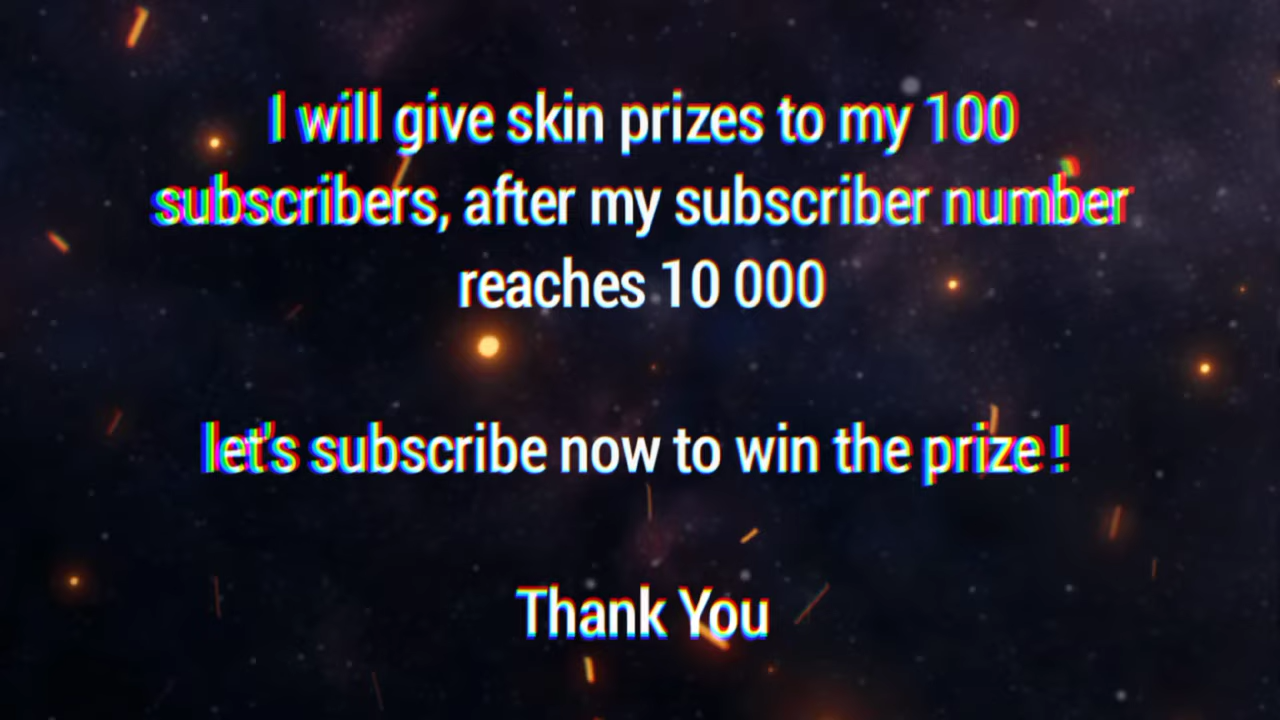 I will give skin prizes to my 100
subscribers, after my subscriber number
reaches 10 000
let's subscribe now to win the prize !
Thank You